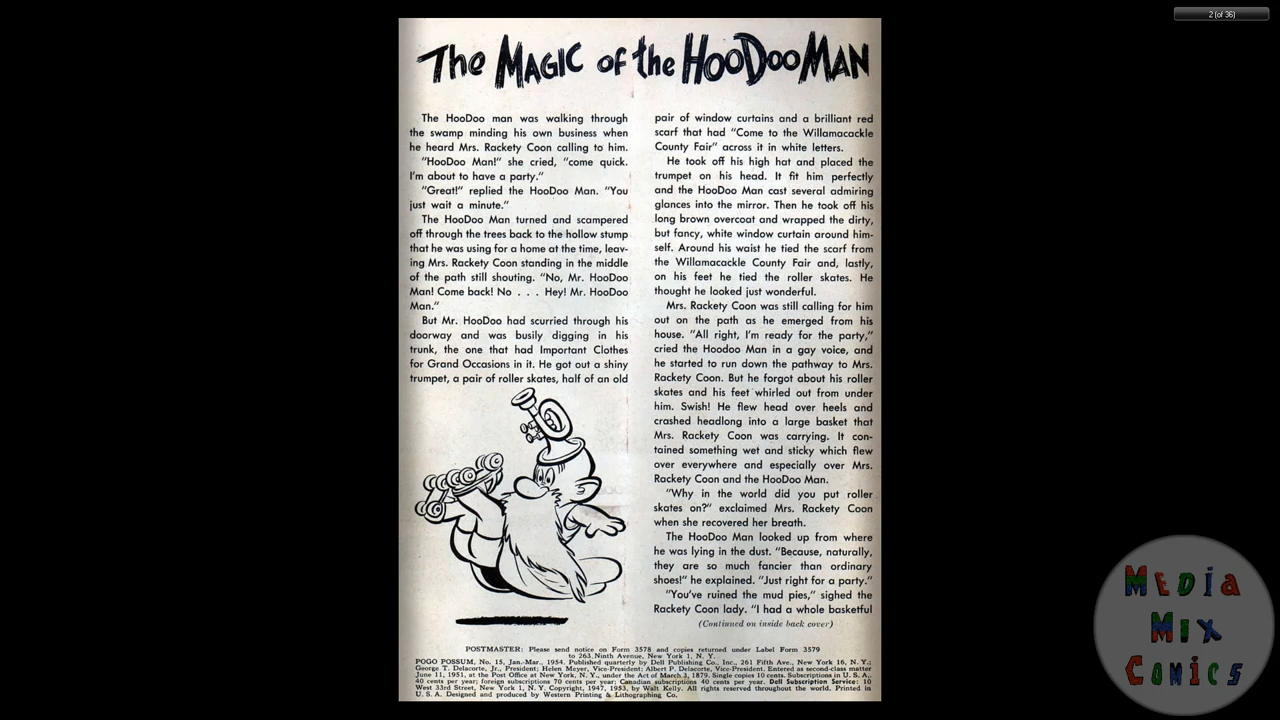 2 (of 36)
The MAGIC of the HOODOO MAN
The HooDoo man was walking through
the swamp minding his own business when
he heard Mrs. Rackety Coon calling to him.
"HooDoo Man!" she cried, "come quick.
I'm about to have a party."
"Great!" replied the HooDoo Man. "You
just wait a minute."
The HooDoo Man turned and scampered
off through the trees back to the hollow stump
that he was using for a home at the time, leav-
ing Mrs. Rackety Coon standing in the middle
of the path still shouting. "No, Mr. HooDoo
Man! Come back! No . . . Hey! Mr. HooDoo
Man."
But Mr. HooDoo had scurried through his
doorway and was busily digging in his
trunk, the one that had Important Clothes
for Grand Occasions in it. He got out a shiny
trumpet, a pair of roller skates, half of an old
pair of window curtains and a brilliant red
scarf that had "Come to the Willamacackle
County Fair" across it in white letters.
He took off his high hat and placed the
trumpet on his head. It fit him perfectly
and the HooDoo Man cast several admiring
glances into the mirror. Then he took off his
long brown overcoat and wrapped the dirty,
but fancy, white window curtain around him-
self. Around his waist he tied the scarf from
the Willamacackle County Fair and, lastly,
on his feet he tied the roller skates. He
thought he looked just wonderful.
Mrs. Rackety Coon was still calling for him
out on the path as he emerged from his
house. "All right, I'm ready for the party,"
cried the Hoodoo Man in a gay voice, and
he started to run down the pathway to Mrs.
Rackety Coon. But he forgot about his roller
skates and his feet whirled out from under
him. Swish! He flew head over heels and
crashed headlong into a large basket that
Mrs. Rackety Coon was carrying. It con-
tained something wet and sticky which flew
over everywhere and especially over Mrs.
Rackety Coon and the HooDoo Man.
"Why in the world did you put roller
skates on?" exclaimed Mrs. Rackety Coon
when she recovered her breath.
The HooDoo Man looked up from where
he was lying in the dust. "Because, naturally,
they are so much fancier than ordinary
shoes!" he explained. "Just right for a party."
"You've ruined the mud pies," sighed the
Rackety Coon lady. "I had a whole basketful
(Continued on inside back cover)
POSTMASTER: Please send notice on Form 3578 and copies returned under Label Form 3579
to 263 Ninth Avenue, New York 1, N. Y.
POGO POSSUM, No. 15, Jan.-Mar., 1954. Published quarterly by Dell Publishing Co., Inc., 261 Fifth Ave., New York 16, N. Y.;
George T. Delacorte, Jr., President; Helen Meyer, Vice-President; Albert P. Delacorte, Vice-President. Entered as second-class matter
June 11, 1951, at the Post Office at New York, N. Y., under the Act of March 3, 1879. Single copies 10 cents. Subscriptions in U. S. A.,
40 cents per year; foreign subscriptions 70 cents per year; Canadian subscriptions 40 cents per year. Dell Subscription Service: 10
West 33rd Street, New York 1, N. Y. Copyright, 1947, 1953, by Walt Kelly. All rights reserved throughout the world. Printed in
U. S. A. Designed and produced by Western Printing & Lithographing Co.
MEDiA
MiX
COMiCS